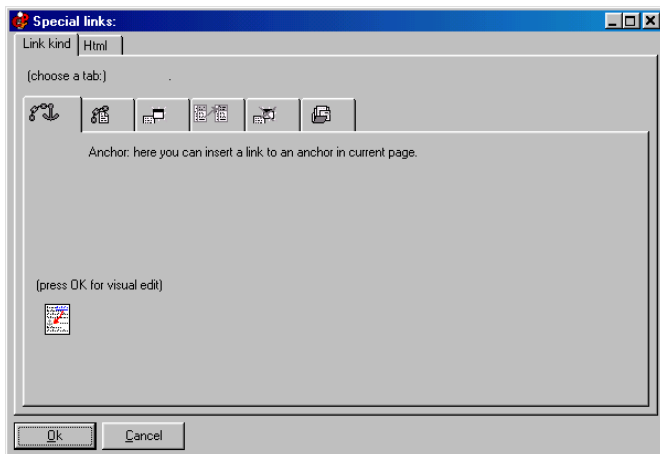 Special links:
Link kind Html
(choose a tab:) .
Anchor: here you can insert a link to an anchor in current page.
(press OK for visual edit)
Ok Cancel